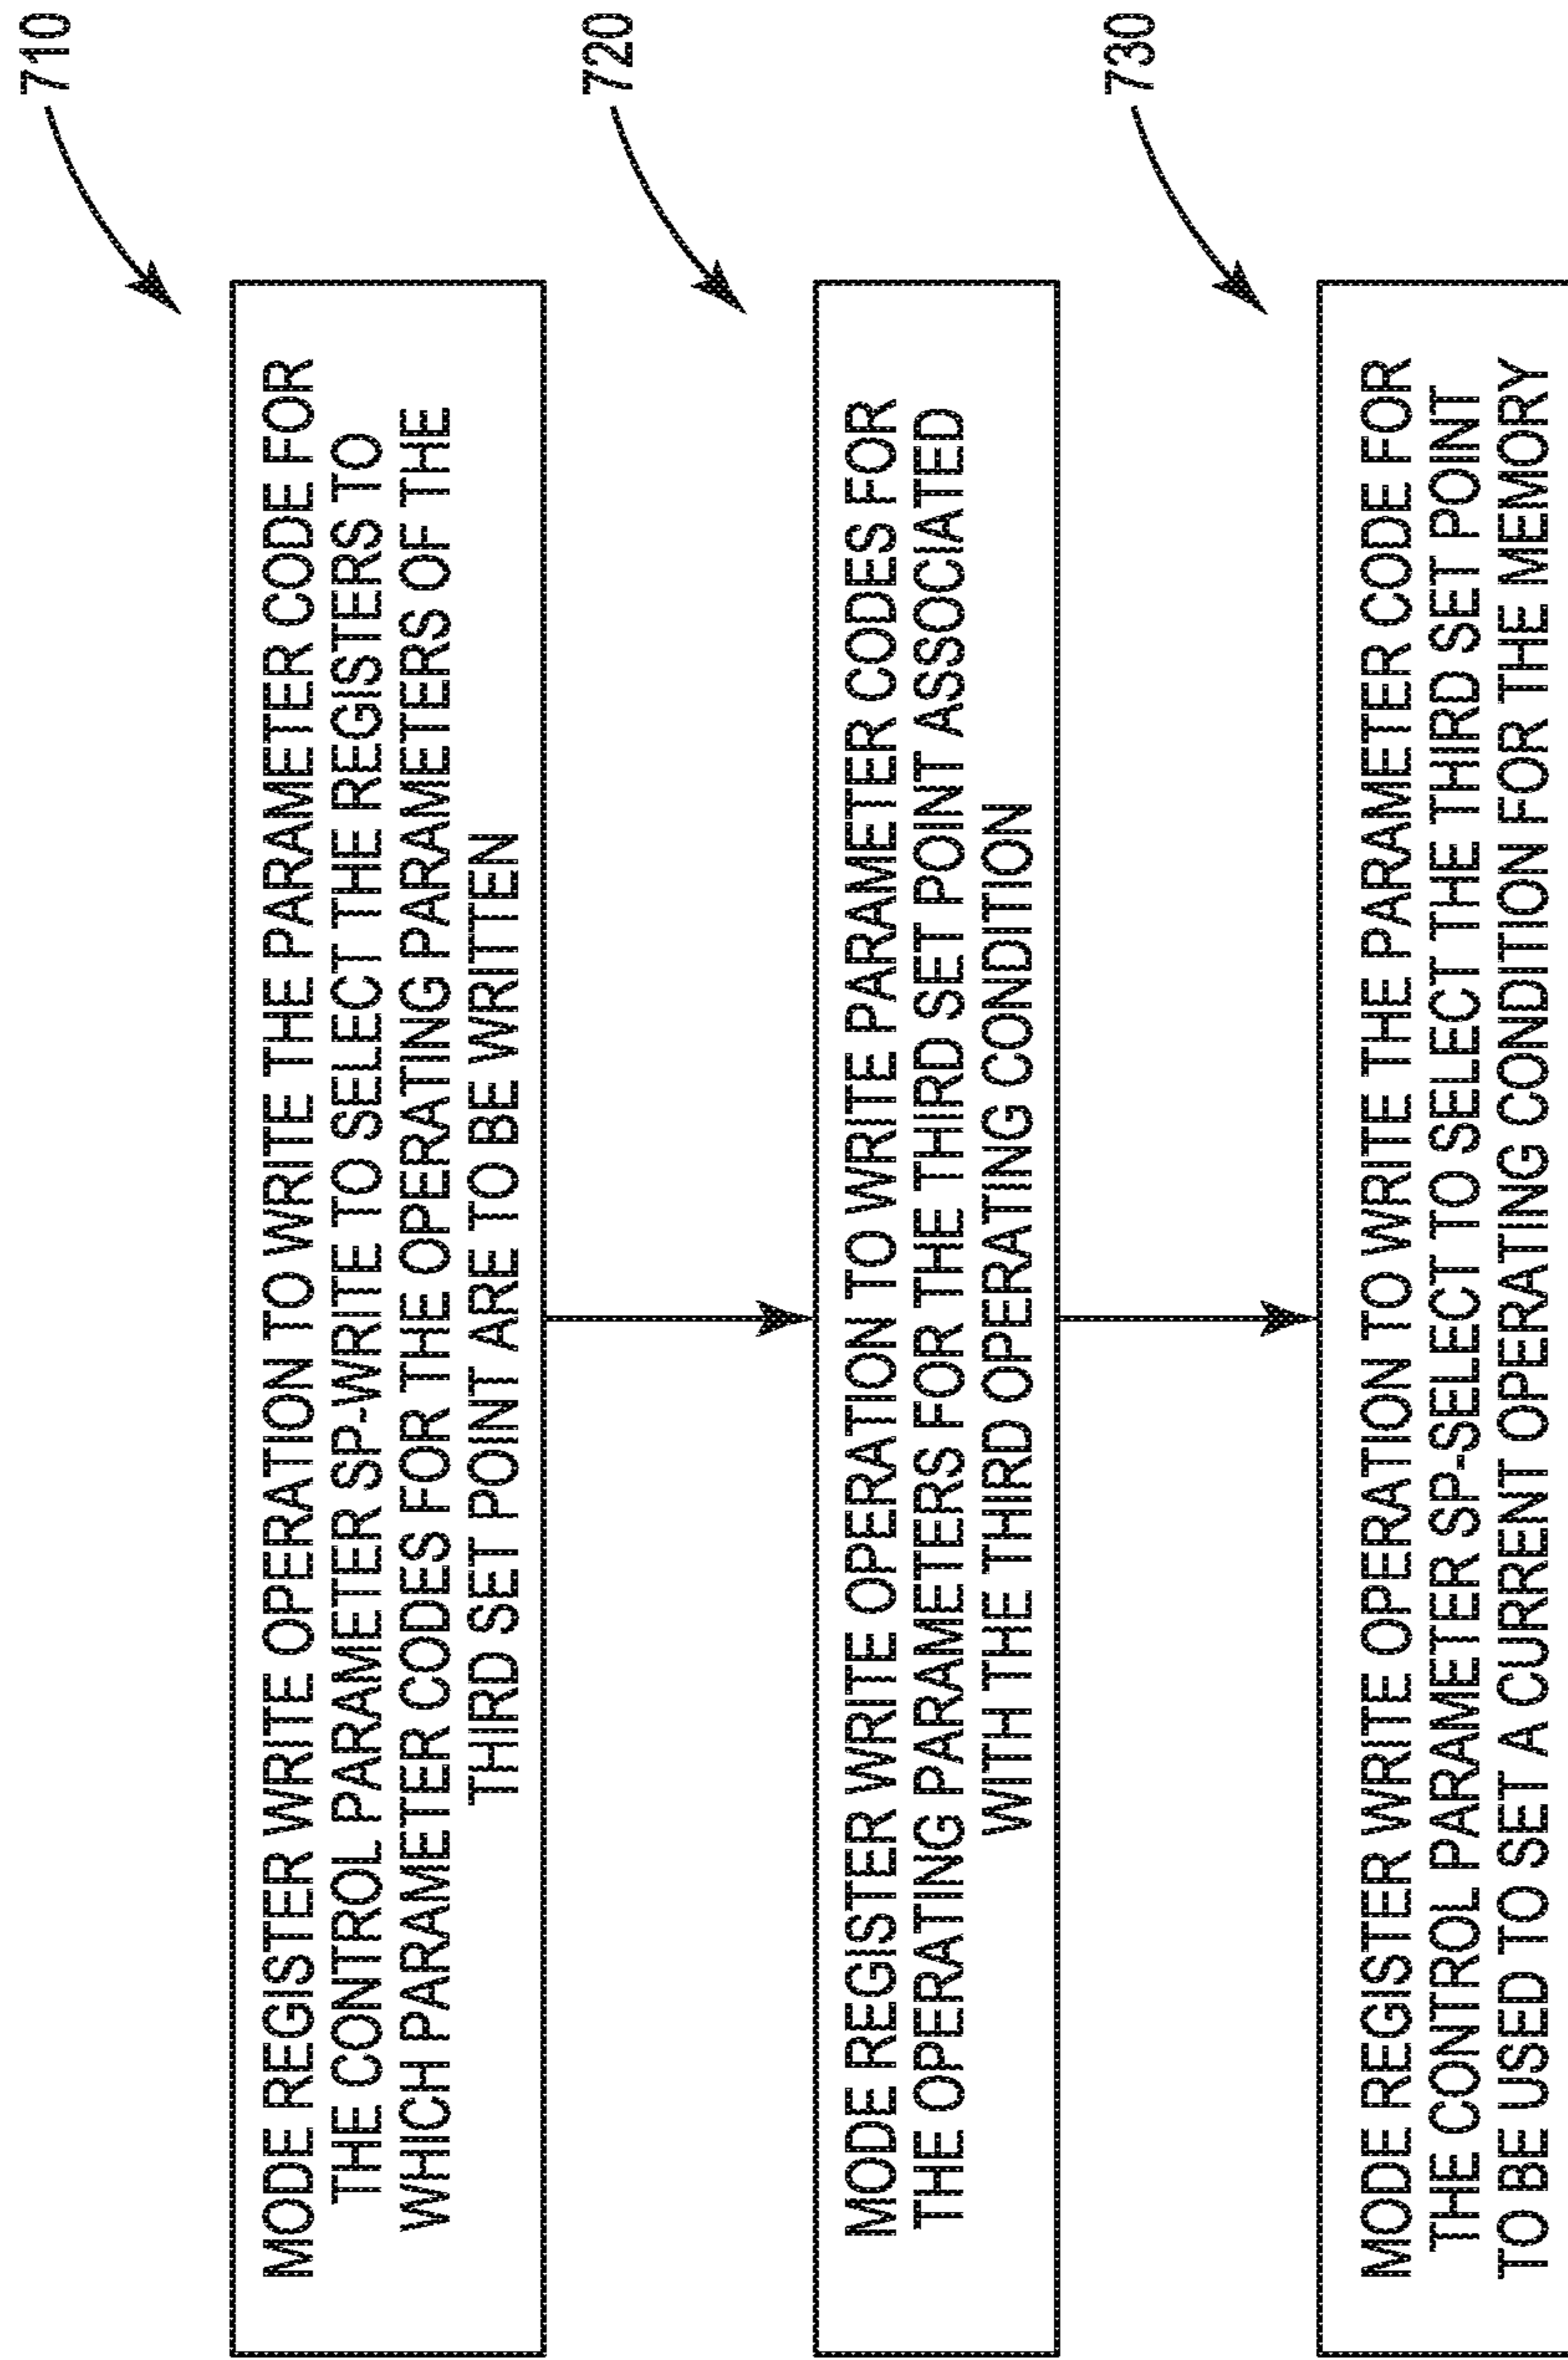 710
MODE REGISTER WRITE OPERATION TO WRITE THE PARAMETER CODE FOR
THE CONTROL PARAMETER SP-WRITE TO SELECT THE REGISTERS TO
WHICH PARAMETER CODES FOR THE OPERATING PARAMETERS OF THE
THIRD SET POINT ARE TO BE WRITTEN
720
MODE REGISTER WRITE OPERATION TO WRITE PARAMETER CODES FOR
THE OPERATING PARAMETERS FOR THE THIRD SET POINT ASSOCIATED
WITH THE THIRD OPERATING CONDITION
730
MODE REGISTER WRITE OPERATION TO WRITE THE PARAMETER CODE FOR
THE CONTROL PARAMETER SP-SELECT TO SELECT THE THIRD SET POINT
TO BE USED TO SET A CURRENT OPERATING CONDITION FOR THE MEMORY